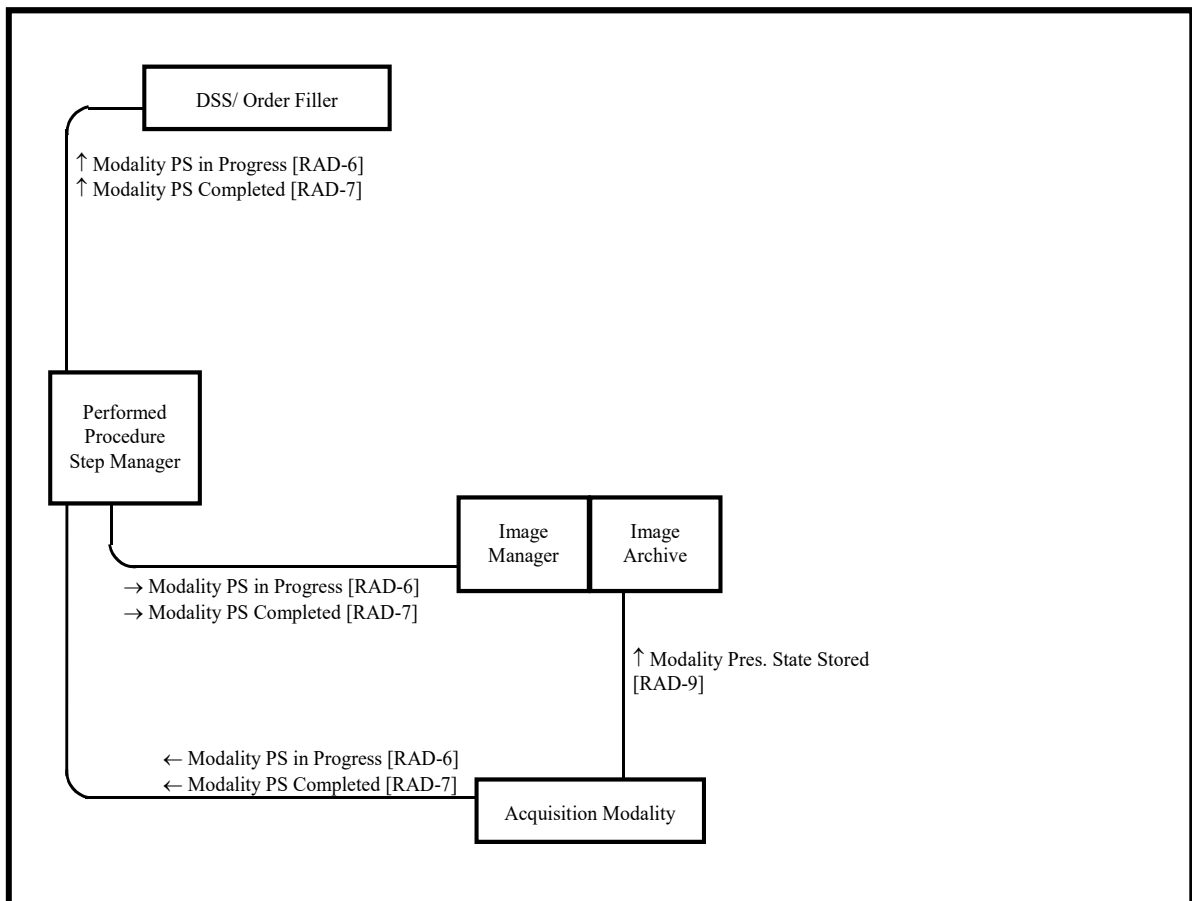 DSS/ Order Filler
↑ Modality PS in Progress [RAD-6]
↑ Modality PS Completed [RAD-7]
Performed
Procedure
Step Manager
Image
Manager
Image
Archive
→ Modality PS in Progress [RAD-6]
→ Modality PS Completed [RAD-7]
↑ Modality Pres. State Stored
[RAD-9]
← Modality PS in Progress [RAD-6]
← Modality PS Completed [RAD-7]
Acquisition Modality